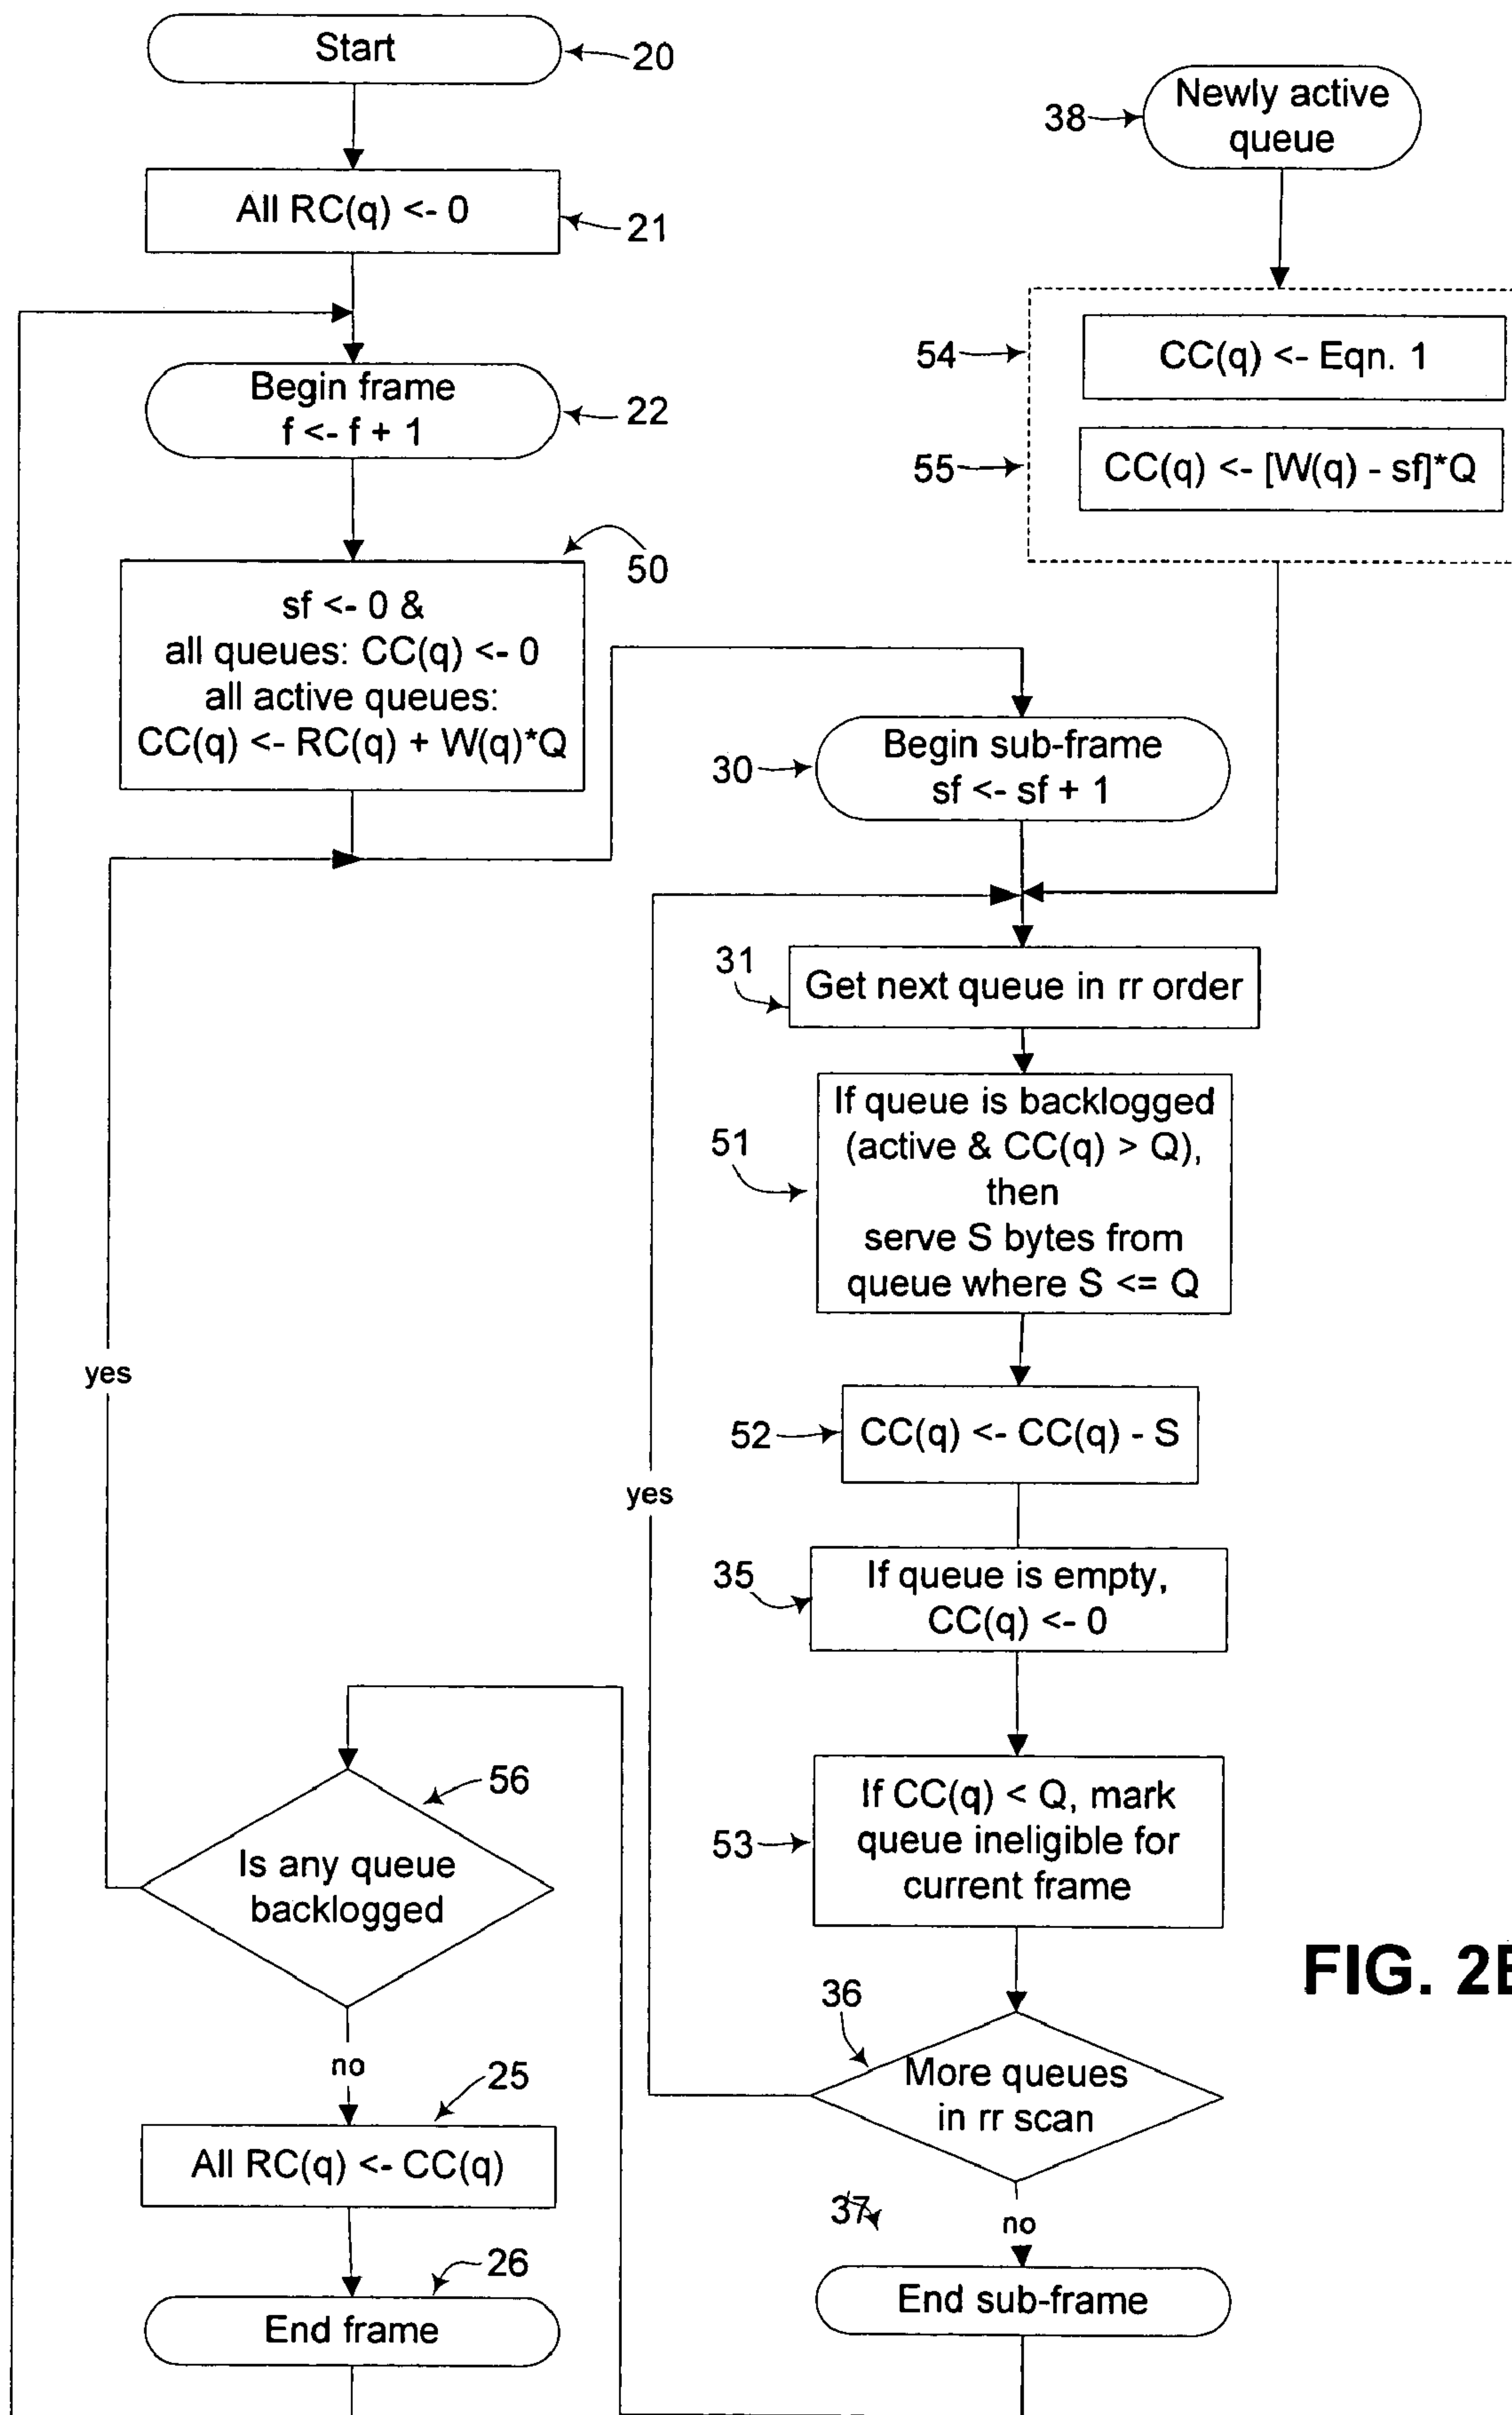 Start
20
All RC(q) <- 0
21
Begin frame
f <- f + 1
22
50
sf <- 0 &
all queues: CC(q) <- 0
all active queues:
CC(q) <- RC(q) + W(q)*Q
38
Newly active
queue
54
CC(q) <- Eqn. 1
55
CC(q) <- [W(q) - sf]*Q
30
Begin sub-frame
sf <- sf + 1
31
Get next queue in rr order
51
If queue is backlogged
(active & CC(q) > Q),
then
serve S bytes from
queue where S <= Q
yes
52
CC(q) <- CC(q) - S
yes
35
If queue is empty,
CC(q) <- 0
56
Is any queue
backlogged
53
If CC(q) < Q, mark
queue ineligible for
current frame
FIG. 2B
36
More queues
in rr scan
no
25
All RC(q) <- CC(q)
37
no
26
End frame
End sub-frame